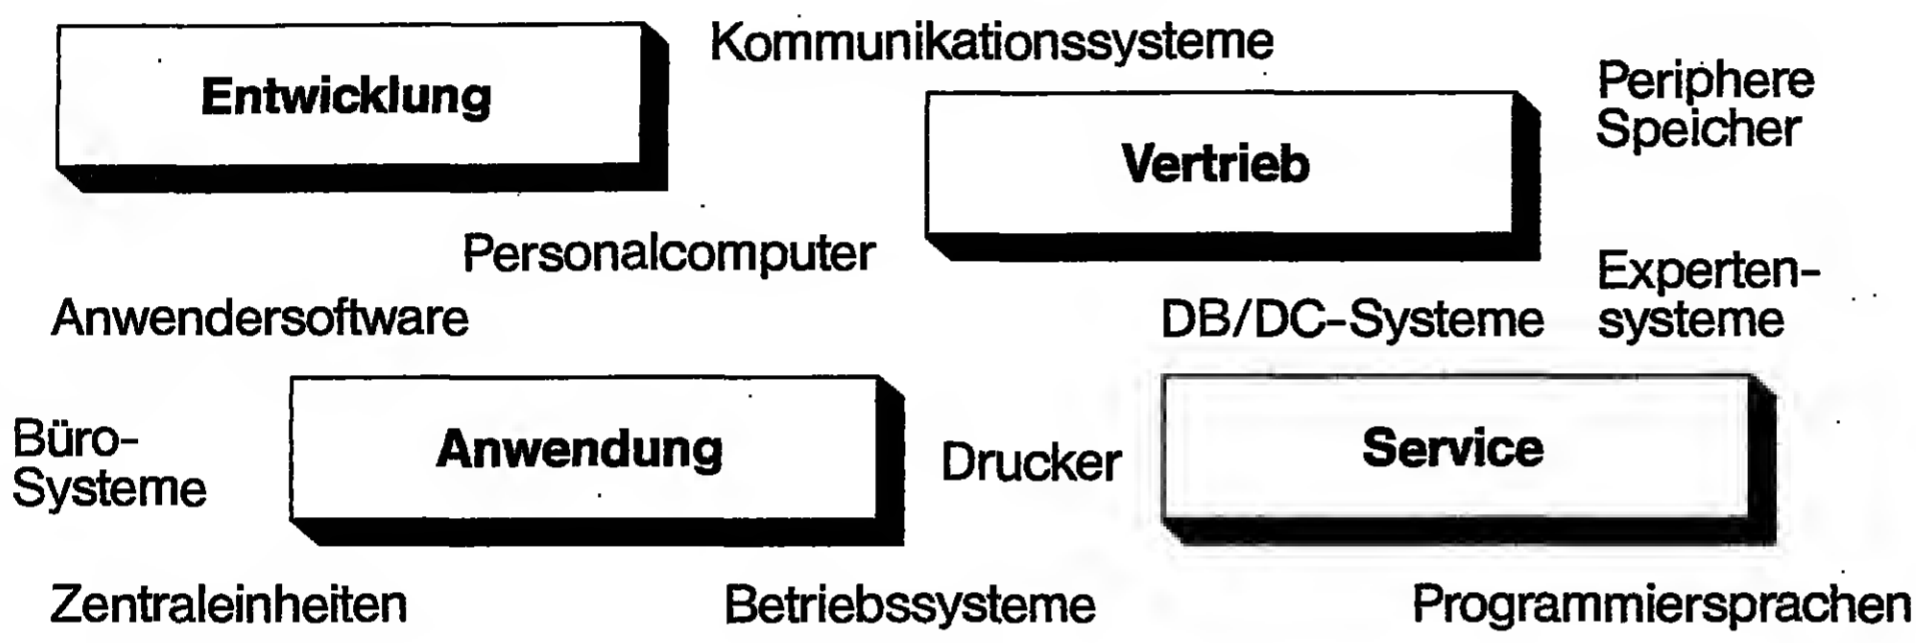 Kommunikationssysteme
Entwicklung
Periphere
Speicher
Vertrieb
Personalcomputer
Experten-
systeme
Anwendersoftware
DB/DC-Systeme
Büro-
Systeme
Anwendung
Drucker
Service
Zentraleinheiten
Betriebssysteme
Programmiersprachen